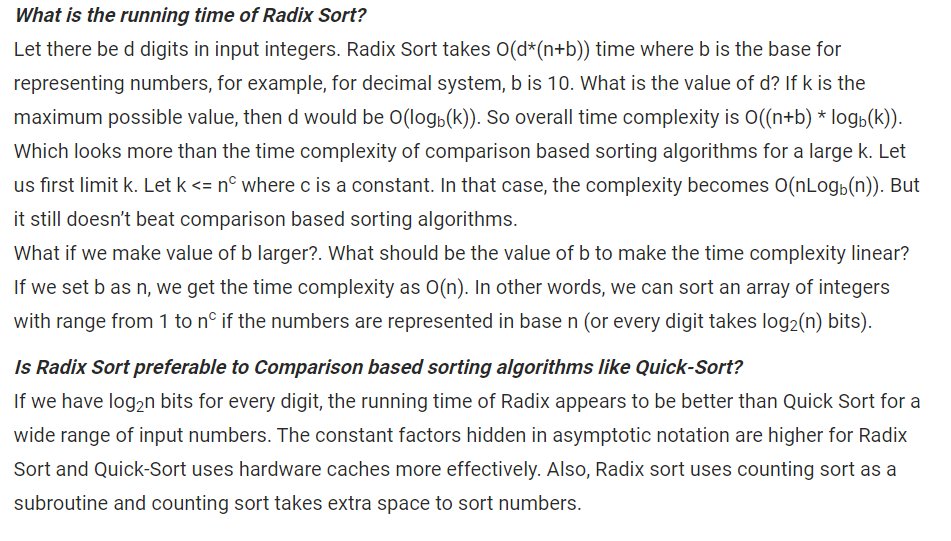 What is the running time of Radix Sort?
Let there be d digits in input integers. Radix Sort takes O(d*(n+b)) time where b is the base for
representing numbers, for example, for decimal system, b is 10. What is the value of d? If k is the
maximum possible value, then d would be O(log_b(k)). So overall time complexity is O((n+b) * log_b(k)).
Which looks more than the time complexity of comparison based sorting algorithms for a large k. Let
us first limit k. Let k <= n^c where c is a constant. In that case, the complexity becomes O(nLog_b(n)). But
it still doesn’t beat comparison based sorting algorithms.
What if we make value of b larger?. What should be the value of b to make the time complexity linear?
If we set b as n, we get the time complexity as O(n). In other words, we can sort an array of integers
with range from 1 to n^c if the numbers are represented in base n (or every digit takes log₂(n) bits).
Is Radix Sort preferable to Comparison based sorting algorithms like Quick-Sort?
If we have log₂n bits for every digit, the running time of Radix appears to be better than Quick Sort for a
wide range of input numbers. The constant factors hidden in asymptotic notation are higher for Radix
Sort and Quick-Sort uses hardware caches more effectively. Also, Radix sort uses counting sort as a
subroutine and counting sort takes extra space to sort numbers.